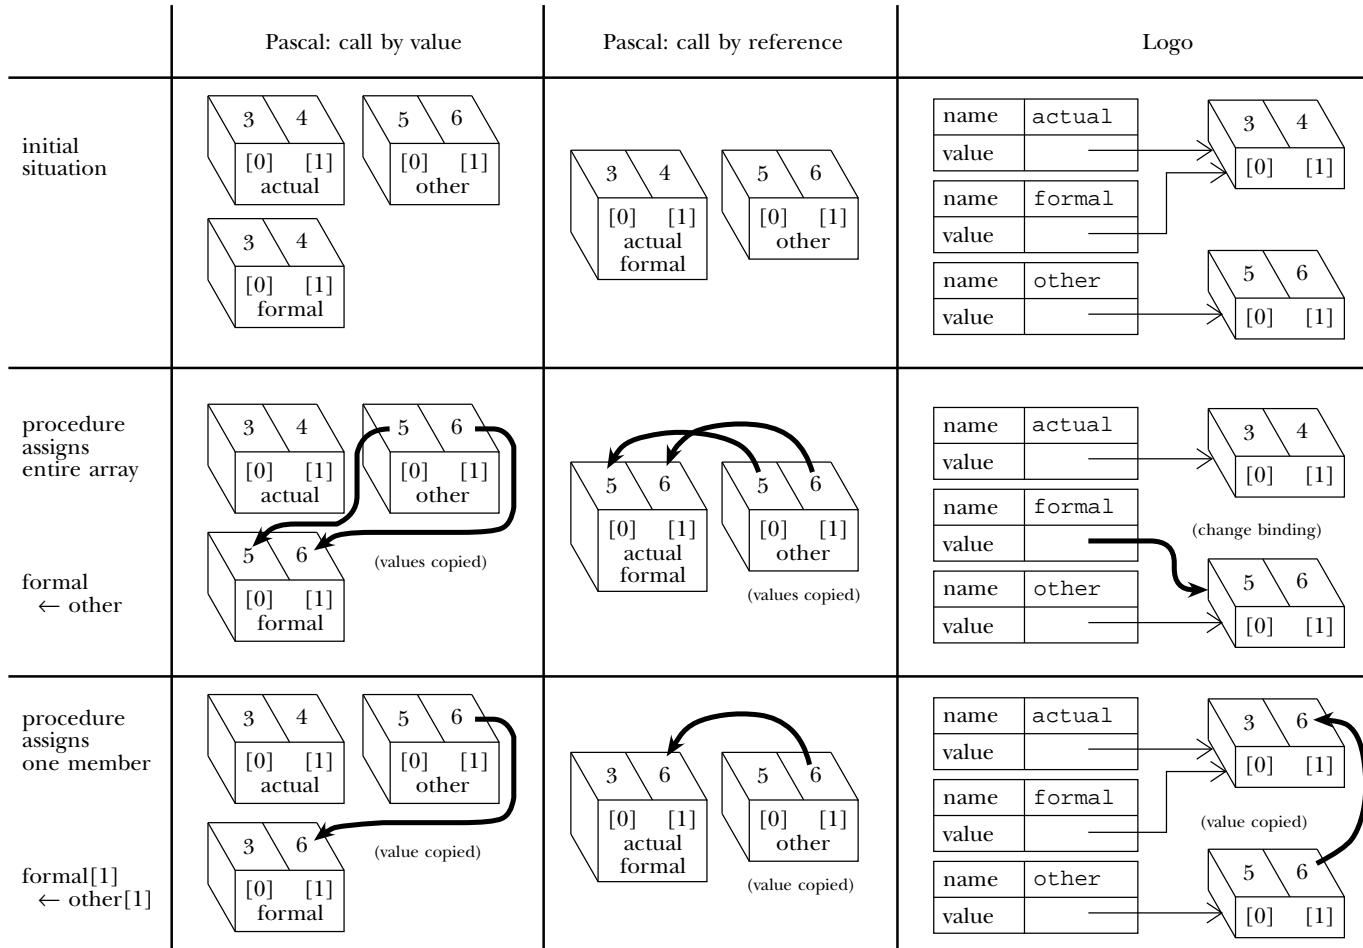 Pascal: call by value
Pascal: call by reference
Logo
initial
situation
3 4
[0] [1]
actual
5 6
[0] [1]
other
3 4
[0] [1]
formal
3 4
[0] [1]
actual
formal
5 6
[0] [1]
other
name actual
value
name formal
value
name other
value
3 4
[0] [1]
5 6
[0] [1]
procedure
assigns
entire array
formal
← other
3 4
[0] [1]
actual
5 6
[0] [1]
other
5 6
[0] [1]
formal
(values copied)
5 6
[0] [1]
actual
formal
5 6
[0] [1]
other
(values copied)
name actual
value
name formal
value
name other
value
3 4
[0] [1]
(change binding)
5 6
[0] [1]
procedure
assigns
one member
formal[1]
← other[1]
3 4
[0] [1]
actual
5 6
[0] [1]
other
3 6
[0] [1]
formal
(value copied)
3 6
[0] [1]
actual
formal
5 6
[0] [1]
other
(value copied)
name actual
value
name formal
value
name other
value
3 6
[0] [1]
(value copied)
5 6
[0] [1]